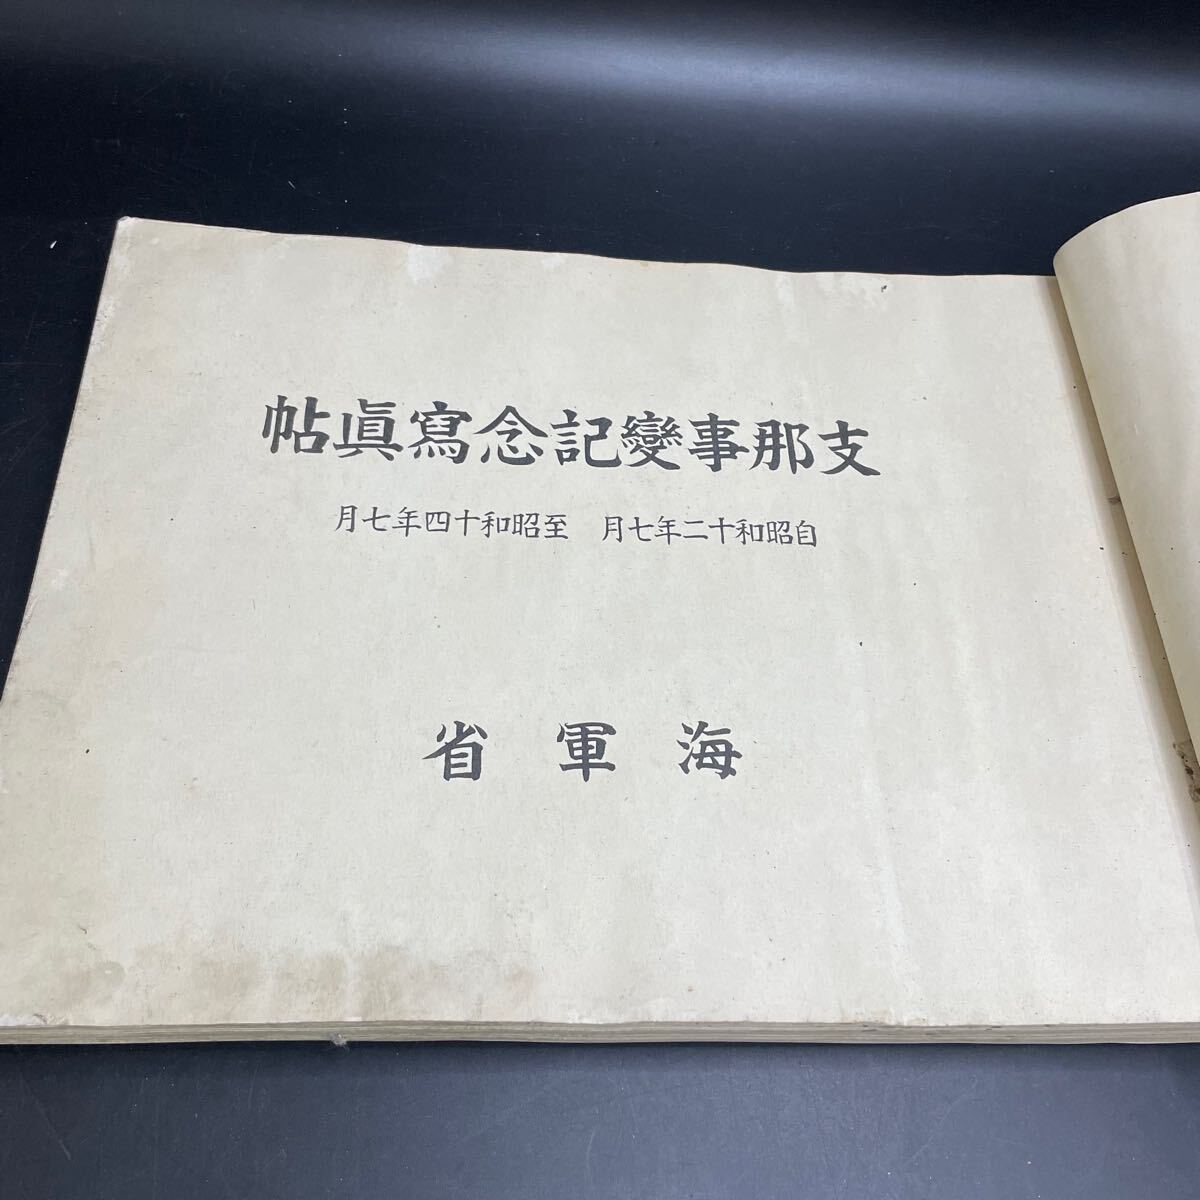 支那事變記念寫眞帖
自昭和十二年七月　至昭和十四年七月
海軍省